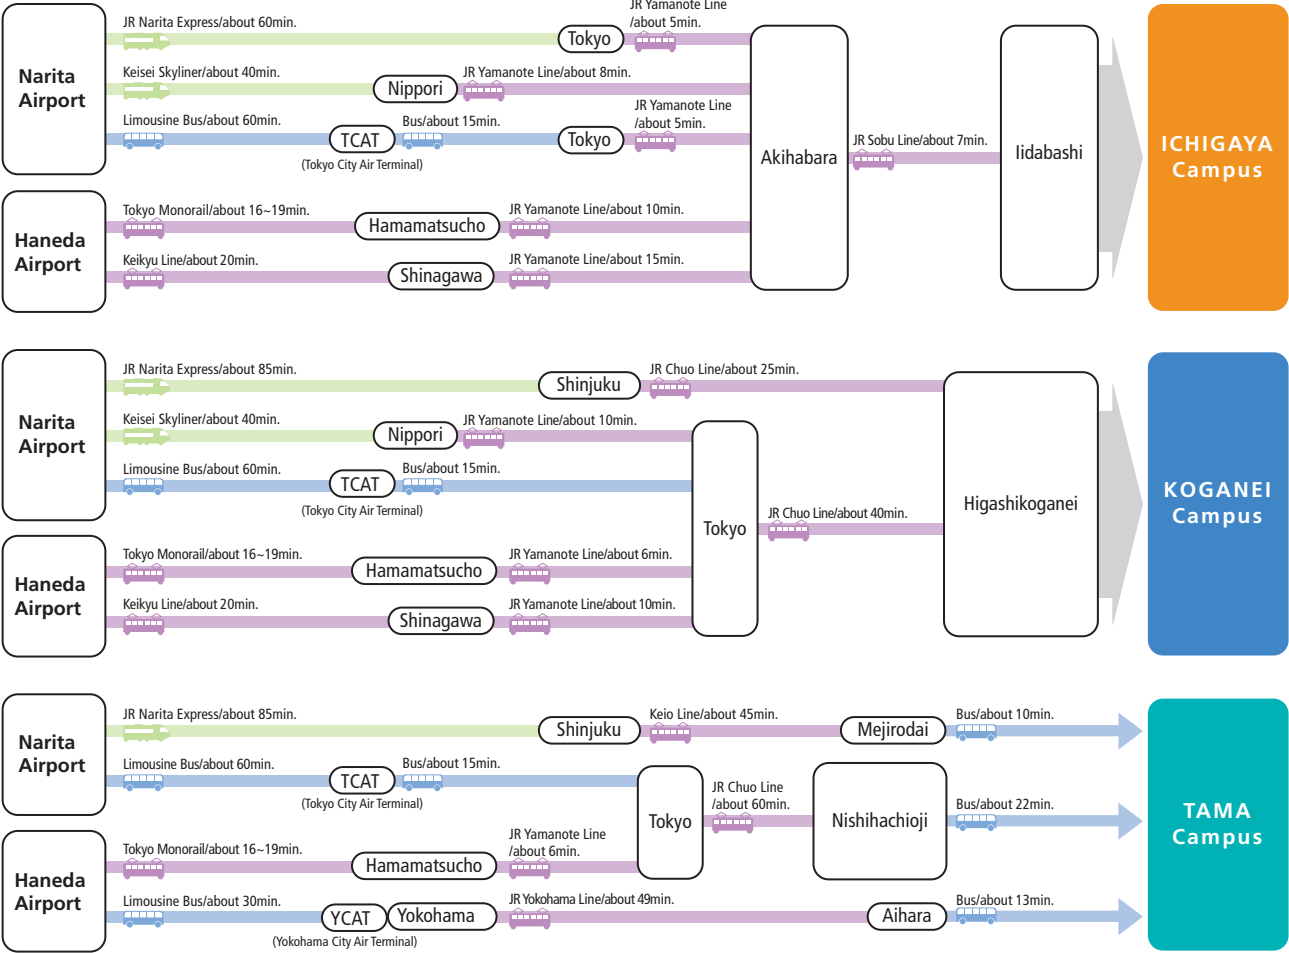 Narita
Airport
JR Narita Express/about 60min.
Tokyo
JR Yamanote Line
/about 5min.
Keisei Skyliner/about 40min.
Nippori
JR Yamanote Line/about 8min.
Limousine Bus/about 60min.
TCAT
(Tokyo City Air Terminal)
Bus/about 15min.
Tokyo
JR Yamanote Line
/about 5min.
Haneda
Airport
Tokyo Monorail/about 16~19min.
Hamamatsucho
JR Yamanote Line/about 10min.
Keikyu Line/about 20min.
Shinagawa
JR Yamanote Line/about 15min.
Akihabara
JR Sobu Line/about 7min.
Iidabashi
ICHIGAYA
Campus
Narita
Airport
JR Narita Express/about 85min.
Shinjuku
JR Chuo Line/about 25min.
Keisei Skyliner/about 40min.
Nippori
JR Yamanote Line/about 10min.
Limousine Bus/about 60min.
TCAT
(Tokyo City Air Terminal)
Bus/about 15min.
Haneda
Airport
Tokyo Monorail/about 16~19min.
Hamamatsucho
JR Yamanote Line/about 6min.
Keikyu Line/about 20min.
Shinagawa
JR Yamanote Line/about 10min.
Tokyo
JR Chuo Line/about 40min.
Higashikoganei
KOGANEI
Campus
Narita
Airport
JR Narita Express/about 85min.
Shinjuku
Keio Line/about 45min.
Mejirodai
Bus/about 10min.
Limousine Bus/about 60min.
TCAT
(Tokyo City Air Terminal)
Bus/about 15min.
Haneda
Airport
Tokyo Monorail/about 16~19min.
Hamamatsucho
JR Yamanote Line
/about 6min.
Tokyo
JR Chuo Line
/about 60min.
Nishihachioji
Bus/about 22min.
Limousine Bus/about 30min.
YCAT
(Yokohama City Air Terminal)
Yokohama
JR Yokohama Line/about 49min.
Aihara
Bus/about 13min.
TAMA
Campus